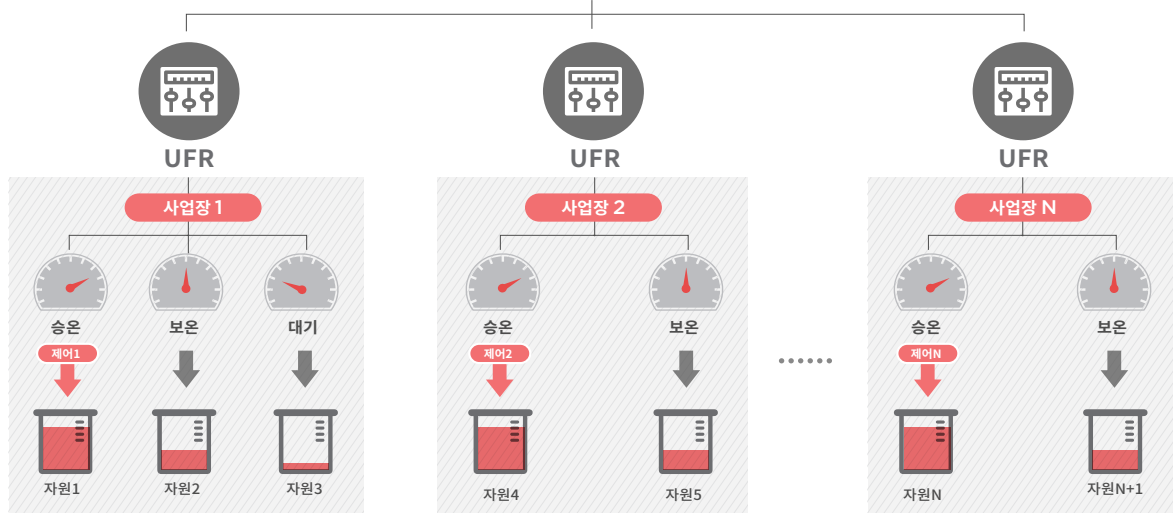 UFR
UFR
UFR
사업장 1
사업장 2
사업장 N
승온
보온
대기
승온
보온
승온
보온
제어1
제어2
제어N
......
자원1
자원2
자원3
자원4
자원5
자원N
자원N+1